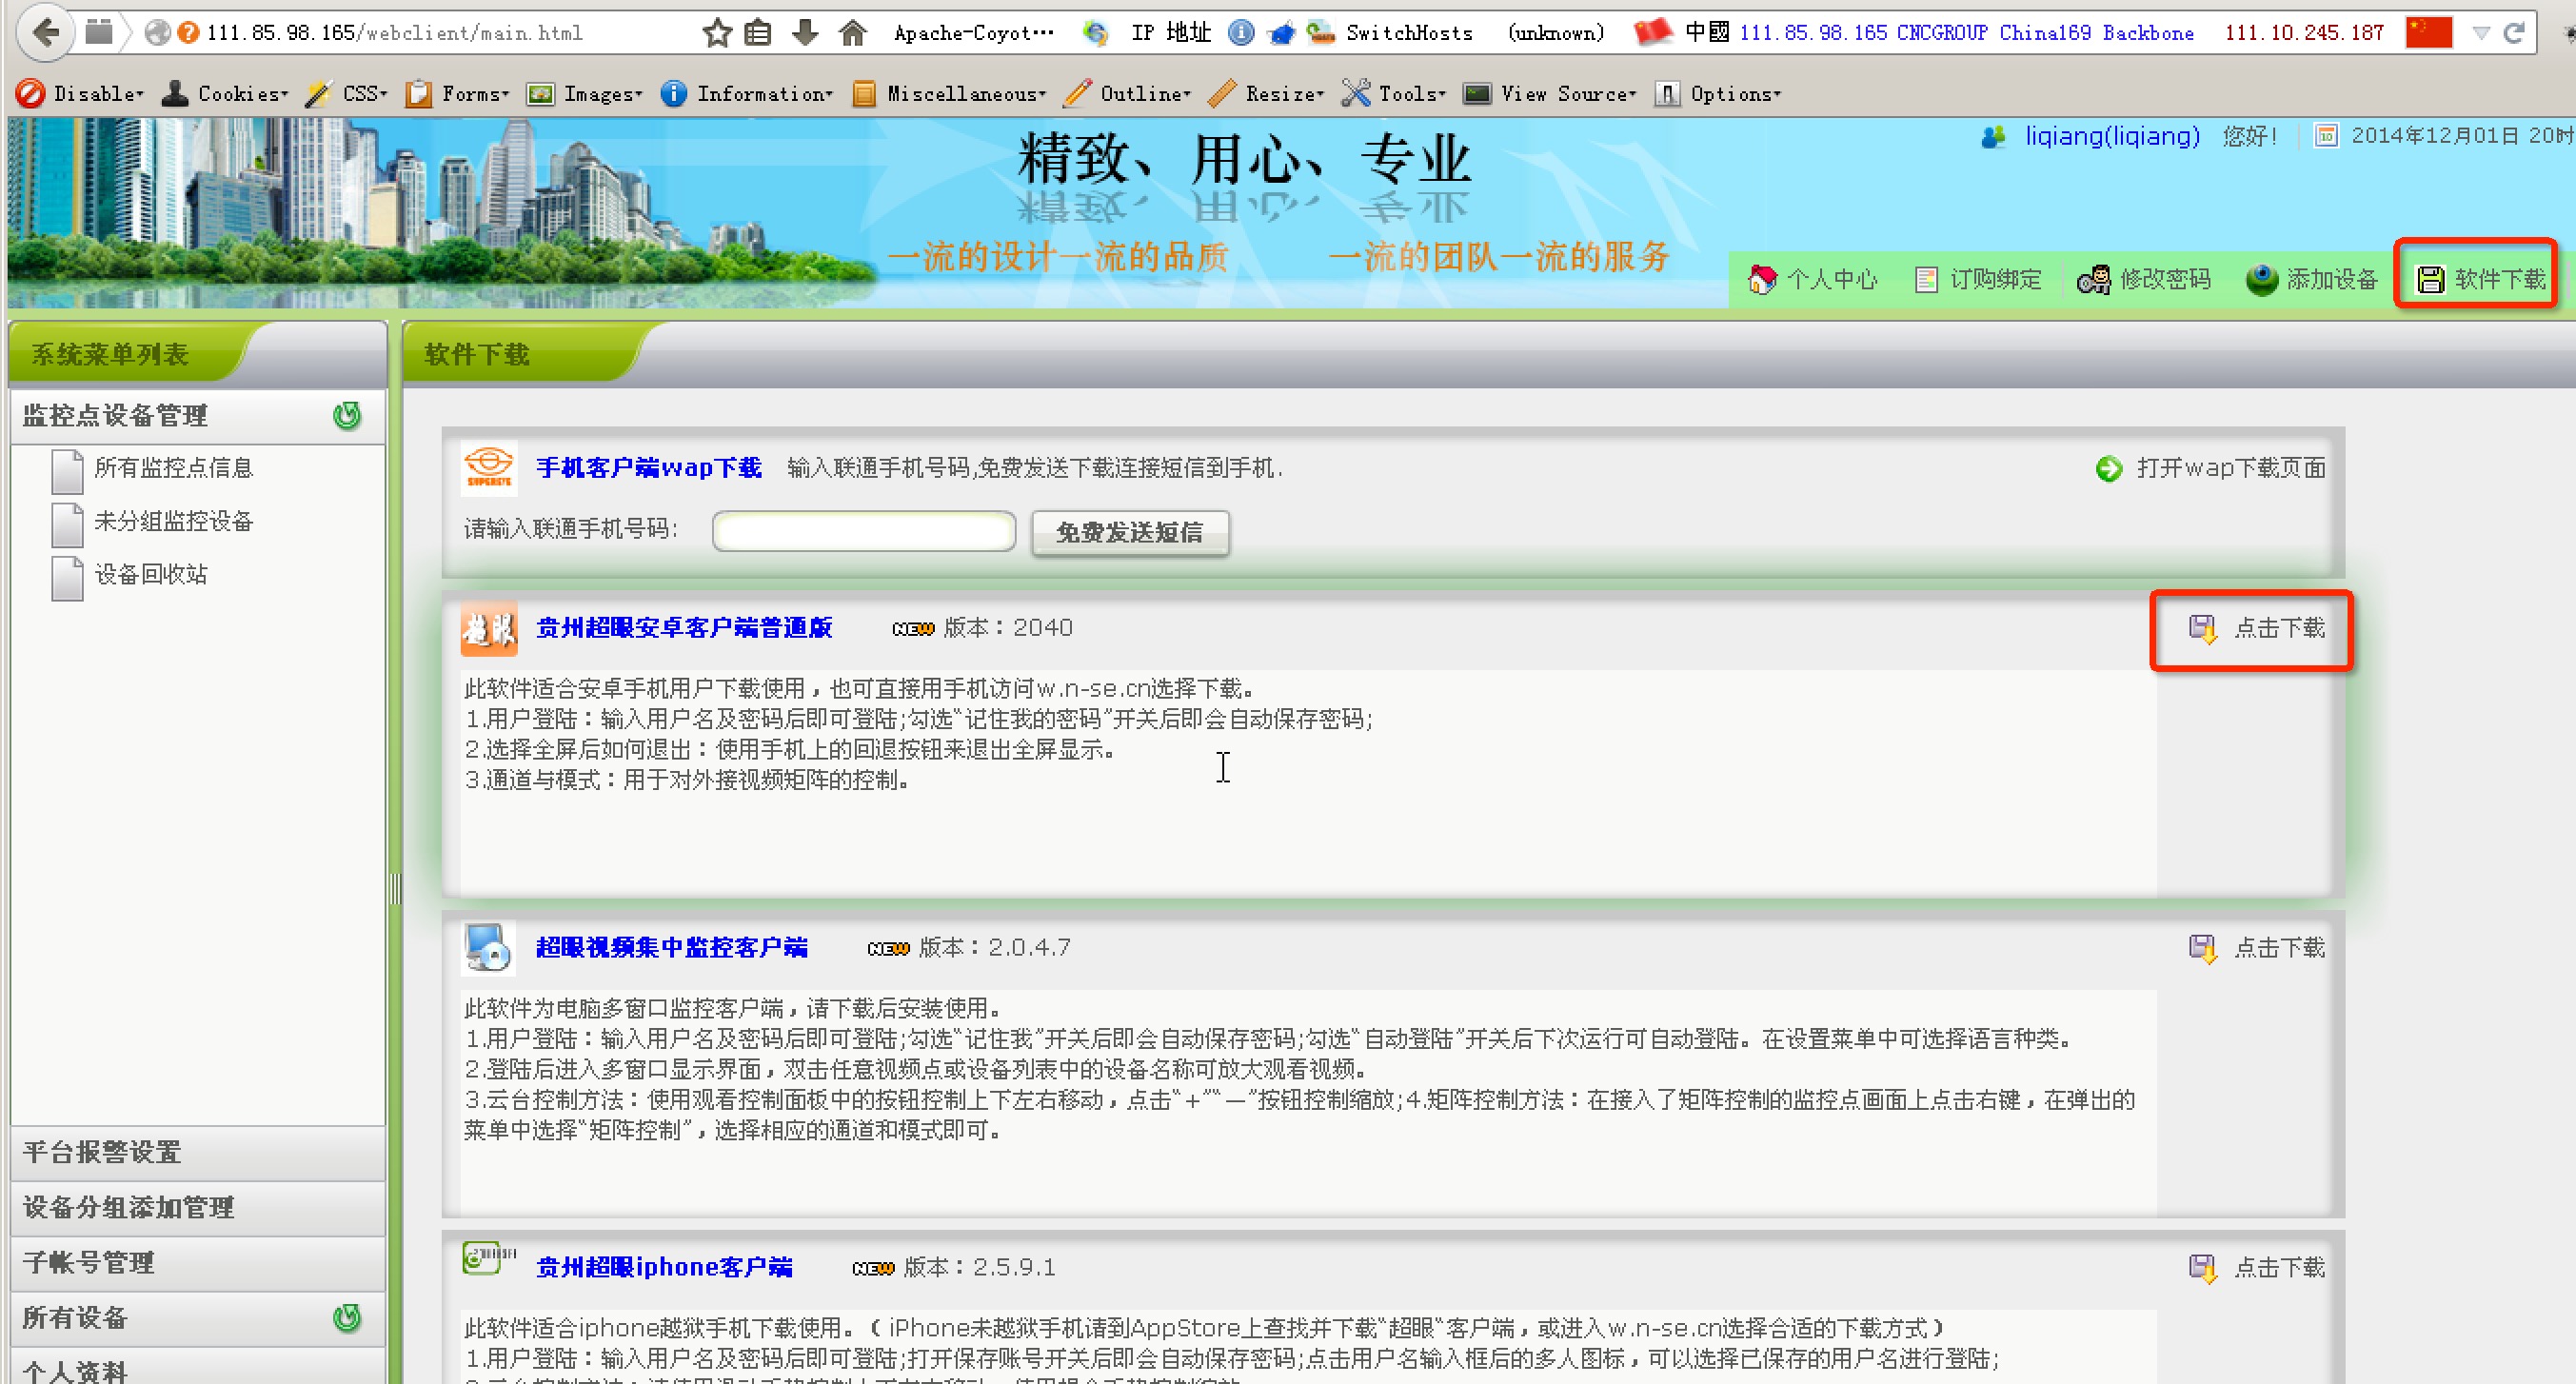 111.85.98.165/webclient/main.html
Apache-Coyot… IP 地址 SwitchHosts (unknown) 中國 111.85.98.165 CNCGROUP China169 Backbone 111.10.245.187
Disable Cookies CSS Forms Images Information Miscellaneous Outline Resize Tools View Source Options
精致、用心、专业
一流的设计一流的品质 一流的团队一流的服务
liqiang(liqiang) 您好! 2014年12月01日 20时
个人中心 订购绑定 修改密码 添加设备 软件下载
系统菜单列表
监控点设备管理
所有监控点信息
未分组监控设备
设备回收站
平台报警设置
设备分组添加管理
子帐号管理
所有设备
个人资料
软件下载
手机客户端wap下载 输入联通手机号码,免费发送下载连接短信到手机. 打开wap下载页面
请输入联通手机号码: 免费发送短信
超眼 贵州超眼安卓客户端普通版 NEW 版本：2040 点击下载
此软件适合安卓手机用户下载使用，也可直接用手机访问w.n-se.cn选择下载。
1.用户登陆：输入用户名及密码后即可登陆;勾选“记住我的密码”开关后即会自动保存密码;
2.选择全屏后如何退出：使用手机上的回退按钮来退出全屏显示。
3.通道与模式：用于对外接视频矩阵的控制。
超眼视频集中监控客户端 NEW 版本：2.0.4.7 点击下载
此软件为电脑多窗口监控客户端，请下载后安装使用。
1.用户登陆：输入用户名及密码后即可登陆;勾选“记住我”开关后即会自动保存密码;勾选“自动登陆”开关后下次运行可自动登陆。在设置菜单中可选择语言种类。
2.登陆后进入多窗口显示界面，双击任意视频点或设备列表中的设备名称可放大观看视频。
3.云台控制方法：使用观看控制面板中的按钮控制上下左右移动，点击“+”“—”按钮控制缩放;4.矩阵控制方法：在接入了矩阵控制的监控点画面上点击右键，在弹出的
菜单中选择“矩阵控制”，选择相应的通道和模式即可。
贵州超眼iphone客户端 NEW 版本：2.5.9.1 点击下载
此软件适合iphone越狱手机下载使用。（iPhone未越狱手机请到AppStore上查找并下载“超眼“客户端，或进入w.n-se.cn选择合适的下载方式）
1.用户登陆：输入用户名及密码后即可登陆;打开保存账号开关后即会自动保存密码;点击用户名输入框后的多人图标，可以选择已保存的用户名进行登陆;